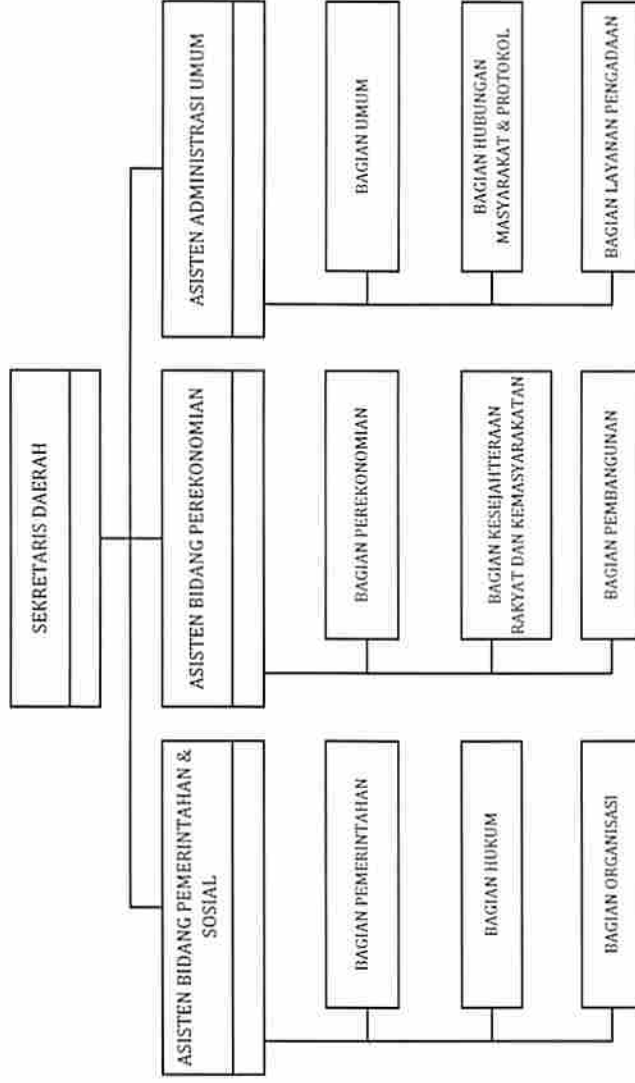 SEKRETARIS DAERAH
ASISTEN BIDANG PEMERINTAHAN &
SOSIAL
ASISTEN BIDANG PEREKONOMIAN
ASISTEN ADMINISTRASI UMUM
BAGIAN PEMERINTAHAN
BAGIAN HUKUM
BAGIAN ORGANISASI
BAGIAN PEREKONOMIAN
BAGIAN KESEJAHTERAAN
RAKYAT DAN KEMASYARAKATAN
BAGIAN PEMBANGUNAN
BAGIAN UMUM
BAGIAN HUBUNGAN
MASYARAKAT & PROTOKOL
BAGIAN LAYANAN PENGADAAN